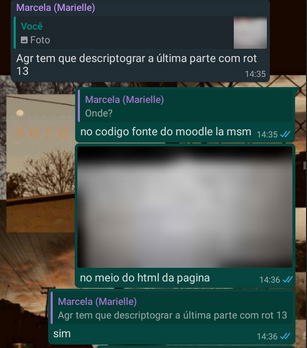 Marcela (Marielle)
Você
Foto
Agr tem que descriptograr a última parte com rot
13
14:35
Marcela (Marielle)
Onde?
no codigo fonte do moodle la msm
14:35
no meio do html da pagina
14:36
Marcela (Marielle)
Agr tem que descriptograr a última parte com rot 13
sim
14:36